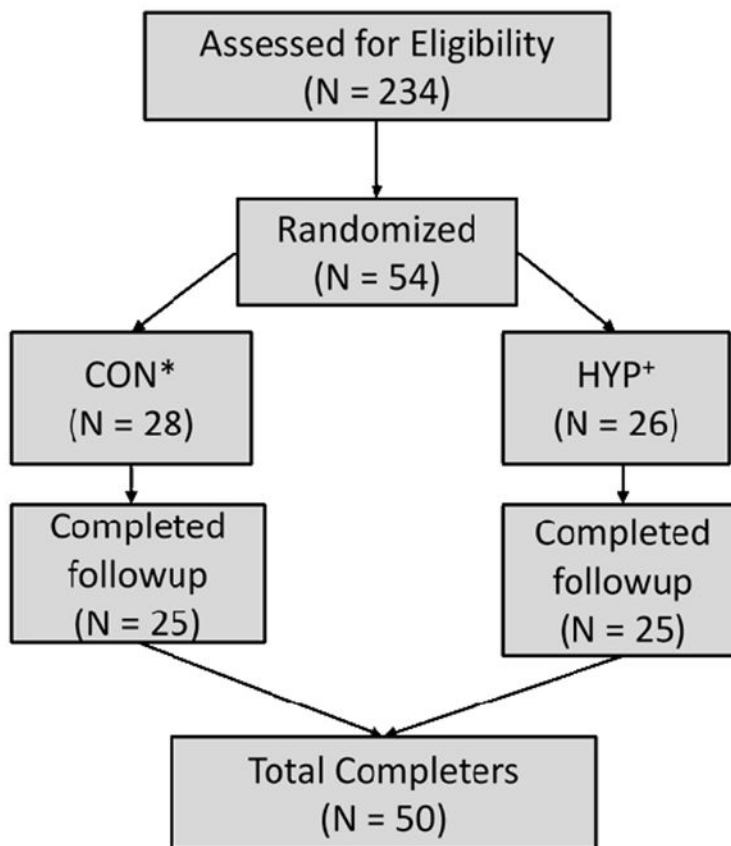 Assessed for Eligibility
(N = 234)
Randomized
(N = 54)
CON*
(N = 28)
HYP⁺
(N = 26)
Completed
followup
(N = 25)
Completed
followup
(N = 25)
Total Completers
(N = 50)